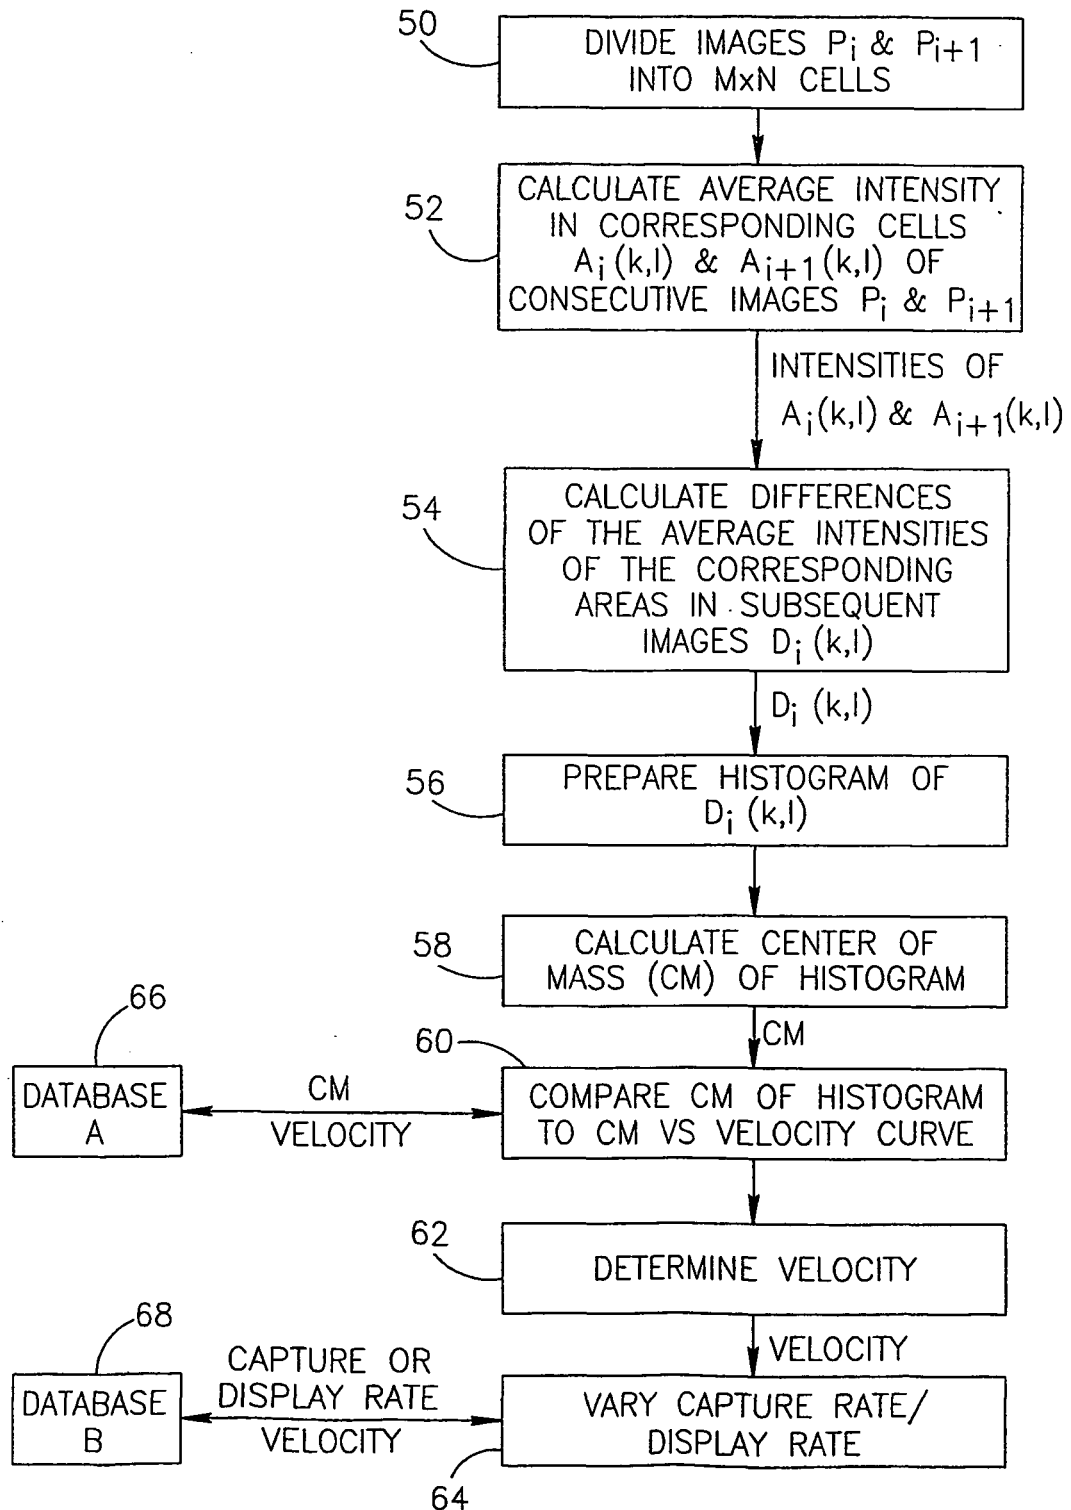 50
DIVIDE IMAGES Pi & Pi+1
INTO MxN CELLS
52
CALCULATE AVERAGE INTENSITY
IN CORRESPONDING CELLS
Ai(k,l) & Ai+1(k,l) OF
CONSECUTIVE IMAGES Pi & Pi+1
INTENSITIES OF
Ai(k,l) & Ai+1(k,l)
54
CALCULATE DIFFERENCES
OF THE AVERAGE INTENSITIES
OF THE CORRESPONDING
AREAS IN SUBSEQUENT
IMAGES Di (k,l)
Di (k,l)
56
PREPARE HISTOGRAM OF
Di (k,l)
58
CALCULATE CENTER OF
MASS (CM) OF HISTOGRAM
CM
66
DATABASE
A
CM
VELOCITY
60
COMPARE CM OF HISTOGRAM
TO CM VS VELOCITY CURVE
62
DETERMINE VELOCITY
VELOCITY
68
DATABASE
B
CAPTURE OR
DISPLAY RATE
VELOCITY
VARY CAPTURE RATE/
DISPLAY RATE
64